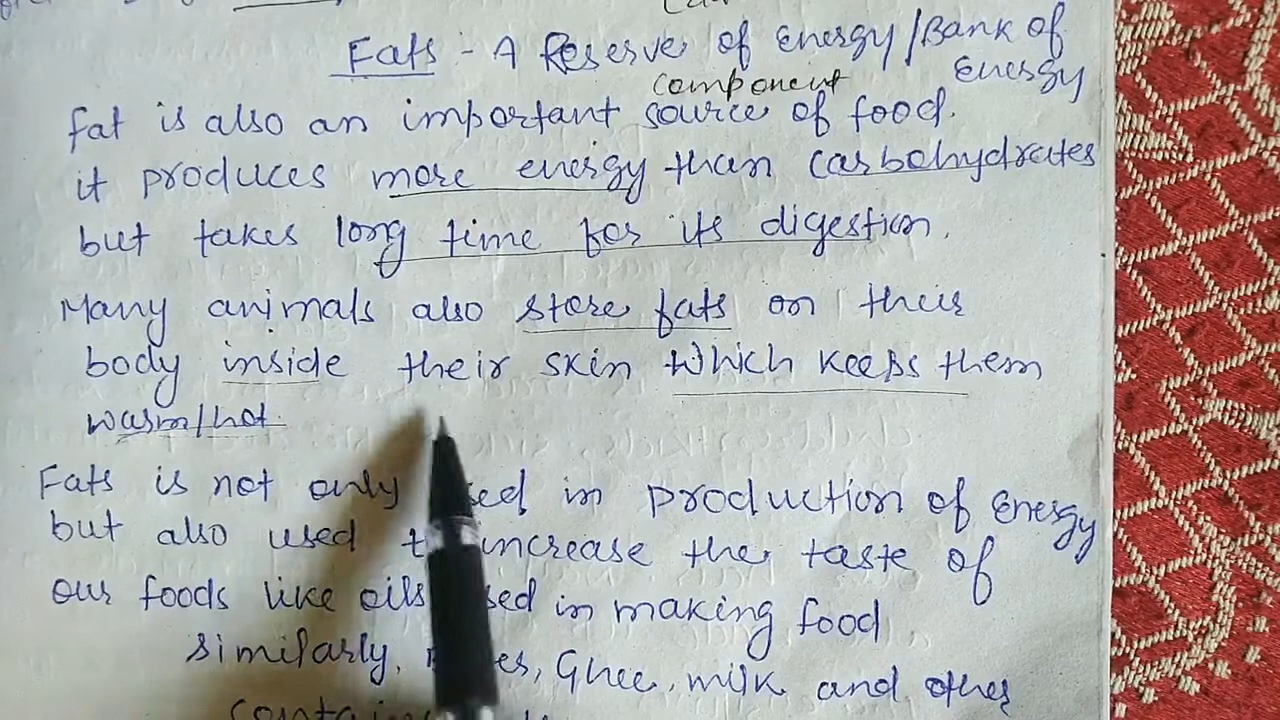 Fats - A Reserve of Energy/Bank of Energy
component
fat is also an important source of food.
it produces more energy than carbohydrates
but takes long time for its digestion.
Many animals also store fats on their
body inside their skin which keeps them
warm/hot.
Fats is not only in production of Energy
but also used increase the taste of
our foods like oils in making food.
similarly, Ghee, milk and other